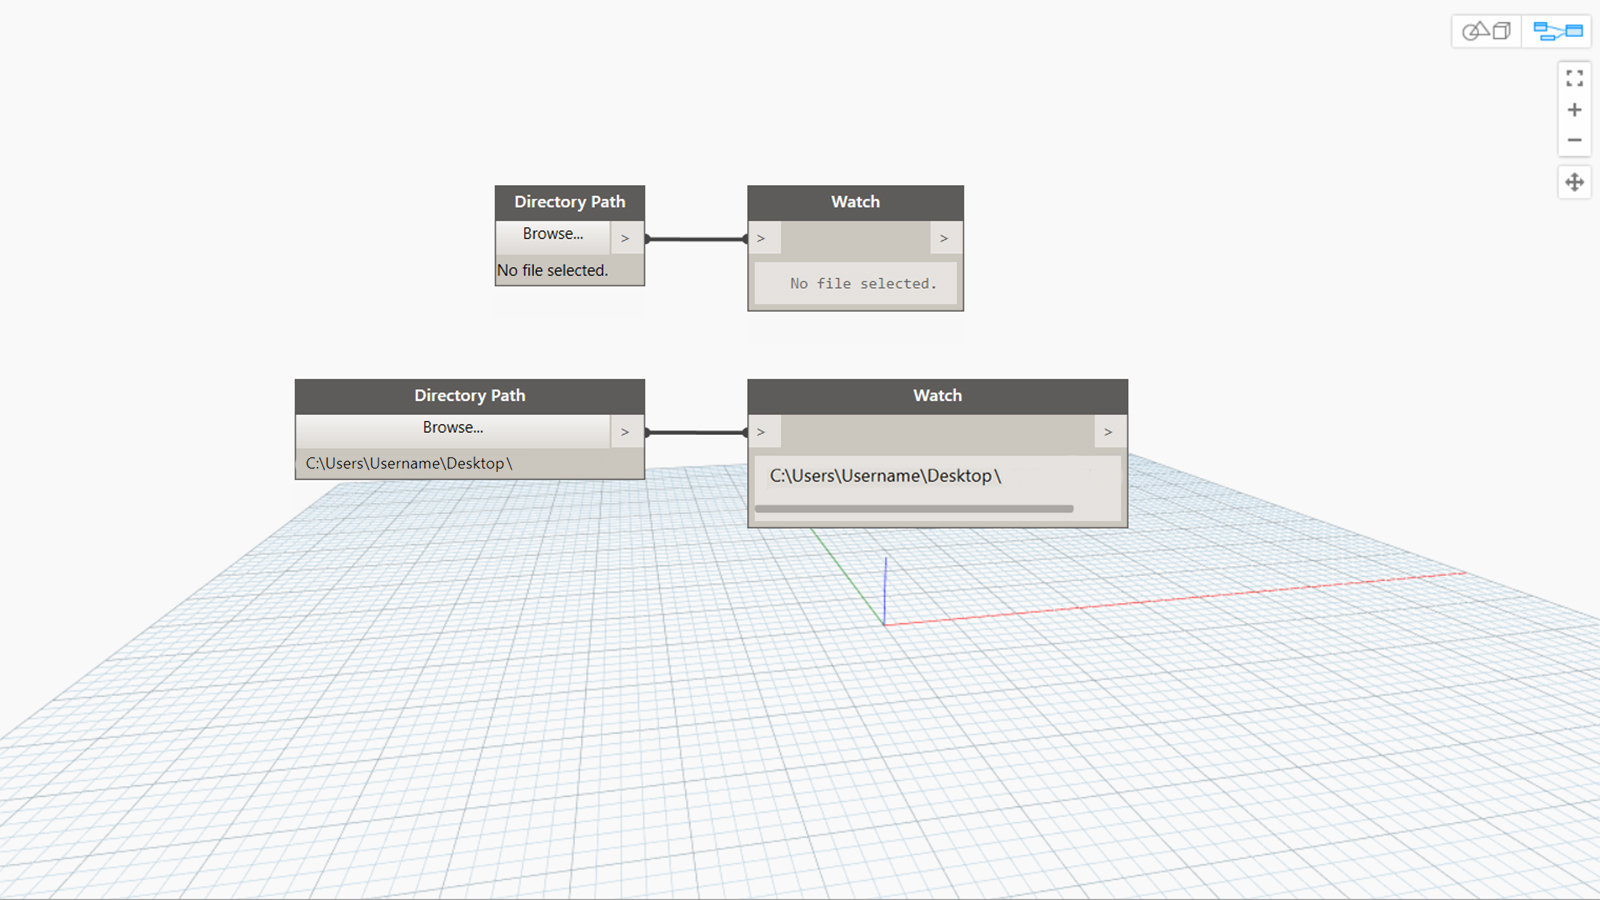 Directory Path
Browse...
>
No file selected.
Watch
>
>
No file selected.
Directory Path
Browse...
>
C:\Users\Username\Desktop\
Watch
>
>
C:\Users\Username\Desktop\